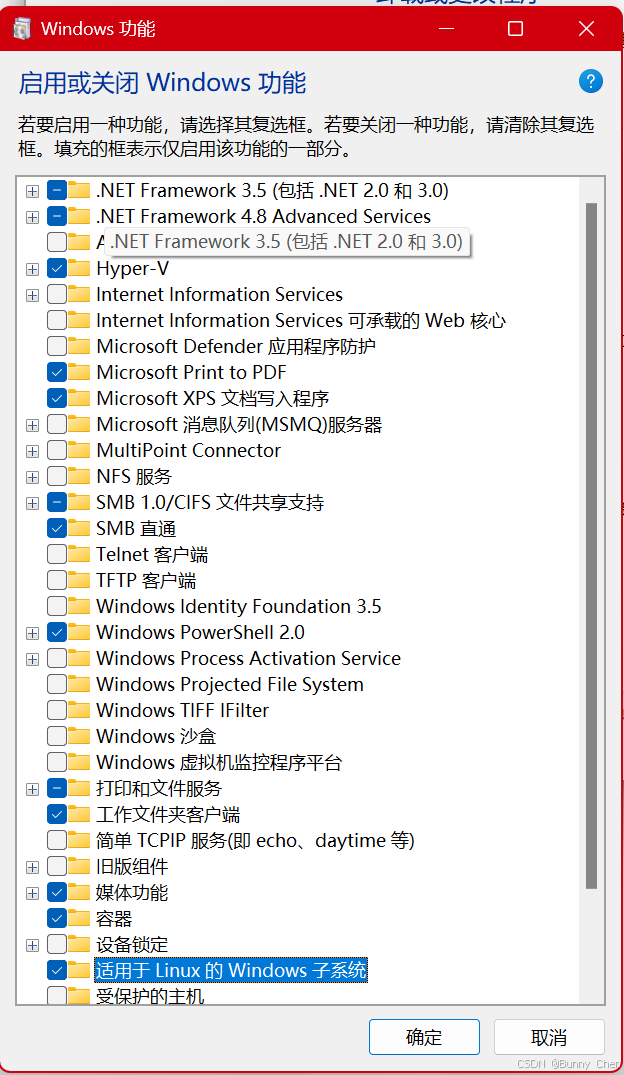 Windows 功能
启用或关闭 Windows 功能
若要启用一种功能，请选择其复选框。若要关闭一种功能，请清除其复选
框。填充的框表示仅启用该功能的一部分。
.NET Framework 3.5 (包括 .NET 2.0 和 3.0)
.NET Framework 4.8 Advanced Services
A
.NET Framework 3.5 (包括 .NET 2.0 和 3.0)
Hyper-V
Internet Information Services
Internet Information Services 可承载的 Web 核心
Microsoft Defender 应用程序防护
Microsoft Print to PDF
Microsoft XPS 文档写入程序
Microsoft 消息队列(MSMQ)服务器
MultiPoint Connector
NFS 服务
SMB 1.0/CIFS 文件共享支持
SMB 直通
Telnet 客户端
TFTP 客户端
Windows Identity Foundation 3.5
Windows PowerShell 2.0
Windows Process Activation Service
Windows Projected File System
Windows TIFF IFilter
Windows 沙盒
Windows 虚拟机监控程序平台
打印和文件服务
工作文件夹客户端
简单 TCPIP 服务(即 echo、daytime 等)
旧版组件
媒体功能
容器
设备锁定
适用于 Linux 的 Windows 子系统
受保护的主机
确定
取消
CSDN @Bunny Chen